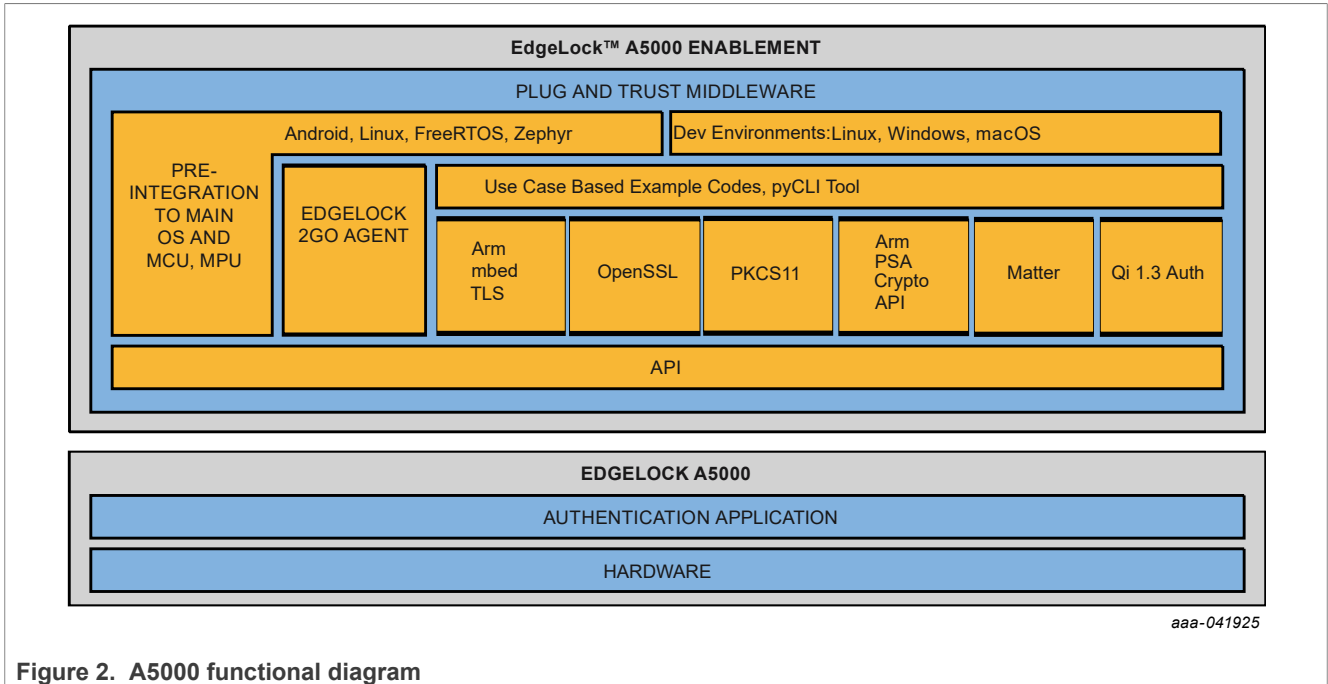 EdgeLock™ A5000 ENABLEMENT
PLUG AND TRUST MIDDLEWARE
Android, Linux, FreeRTOS, Zephyr
Dev Environments:Linux, Windows, macOS
PRE-
INTEGRATION
TO MAIN
OS AND
MCU, MPU
EDGELOCK
2GO AGENT
Use Case Based Example Codes, pyCLI Tool
Arm
mbed
TLS
OpenSSL
PKCS11
Arm
PSA
Crypto
API
Matter
Qi 1.3 Auth
API
EDGELOCK A5000
AUTHENTICATION APPLICATION
HARDWARE
aaa-041925
Figure 2. A5000 functional diagram